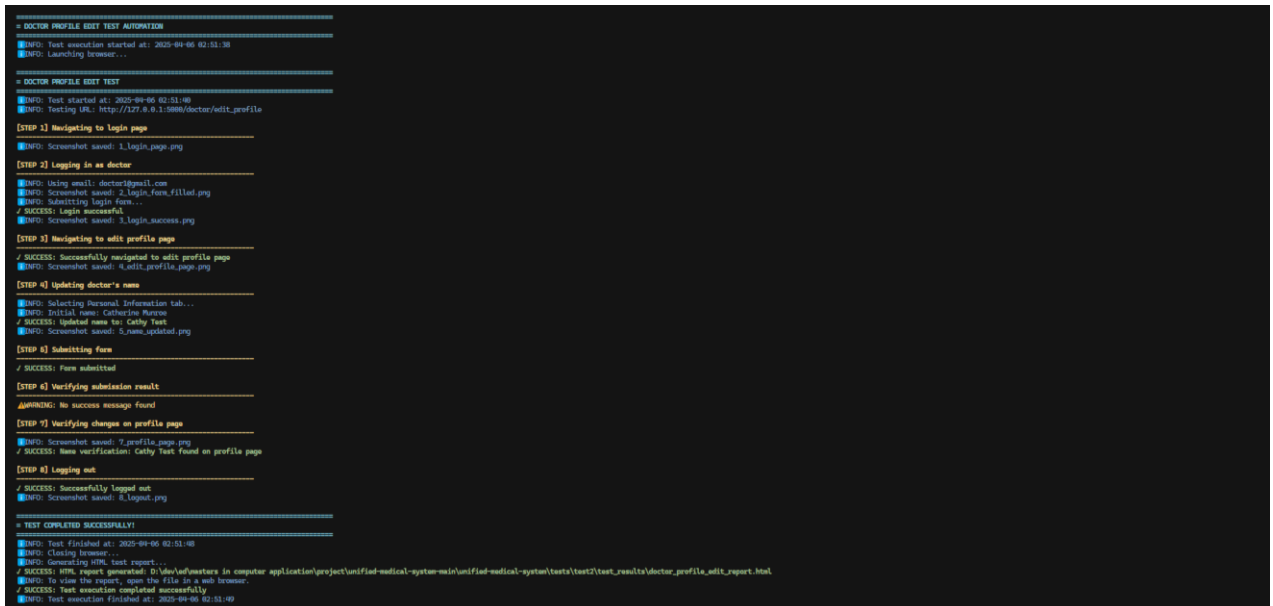 ================================================================================
= DOCTOR PROFILE EDIT TEST AUTOMATION
================================================================================
ℹ️INFO: Test execution started at: 2025-04-06 02:51:38
ℹ️INFO: Launching browser...
================================================================================
= DOCTOR PROFILE EDIT TEST
================================================================================
ℹ️INFO: Test started at: 2025-04-06 02:51:40
ℹ️INFO: Testing URL: http://127.0.0.1:5000/doctor/edit_profile
[STEP 1] Navigating to login page
------------------------------------------------------------
ℹ️INFO: Screenshot saved: 1_login_page.png
[STEP 2] Logging in as doctor
------------------------------------------------------------
ℹ️INFO: Using email: doctor1@gmail.com
ℹ️INFO: Screenshot saved: 2_login_form_filled.png
ℹ️INFO: Submitting login form...
✓ SUCCESS: Login successful
ℹ️INFO: Screenshot saved: 3_login_success.png
[STEP 3] Navigating to edit profile page
------------------------------------------------------------
✓ SUCCESS: Successfully navigated to edit profile page
ℹ️INFO: Screenshot saved: 4_edit_profile_page.png
[STEP 4] Updating doctor's name
------------------------------------------------------------
ℹ️INFO: Selecting Personal Information tab...
ℹ️INFO: Initial name: Catherine Munroe
✓ SUCCESS: Updated name to: Cathy Test
ℹ️INFO: Screenshot saved: 5_name_updated.png
[STEP 5] Submitting form
------------------------------------------------------------
✓ SUCCESS: Form submitted
[STEP 6] Verifying submission result
------------------------------------------------------------
⚠️WARNING: No success message found
[STEP 7] Verifying changes on profile page
------------------------------------------------------------
ℹ️INFO: Screenshot saved: 7_profile_page.png
✓ SUCCESS: Name verification: Cathy Test found on profile page
[STEP 8] Logging out
------------------------------------------------------------
✓ SUCCESS: Successfully logged out
ℹ️INFO: Screenshot saved: 8_logout.png
================================================================================
= TEST COMPLETED SUCCESSFULLY!
================================================================================
ℹ️INFO: Test finished at: 2025-04-06 02:51:48
ℹ️INFO: Closing browser...
ℹ️INFO: Generating HTML test report...
✓ SUCCESS: HTML report generated: D:\dev\ed\masters in computer application\project\unified-medical-system-main\unified-medical-system\tests\test2\test_results\doctor_profile_edit_report.html
ℹ️INFO: To view the report, open the file in a web browser.
✓ SUCCESS: Test execution completed successfully
ℹ️INFO: Test execution finished at: 2025-04-06 02:51:49